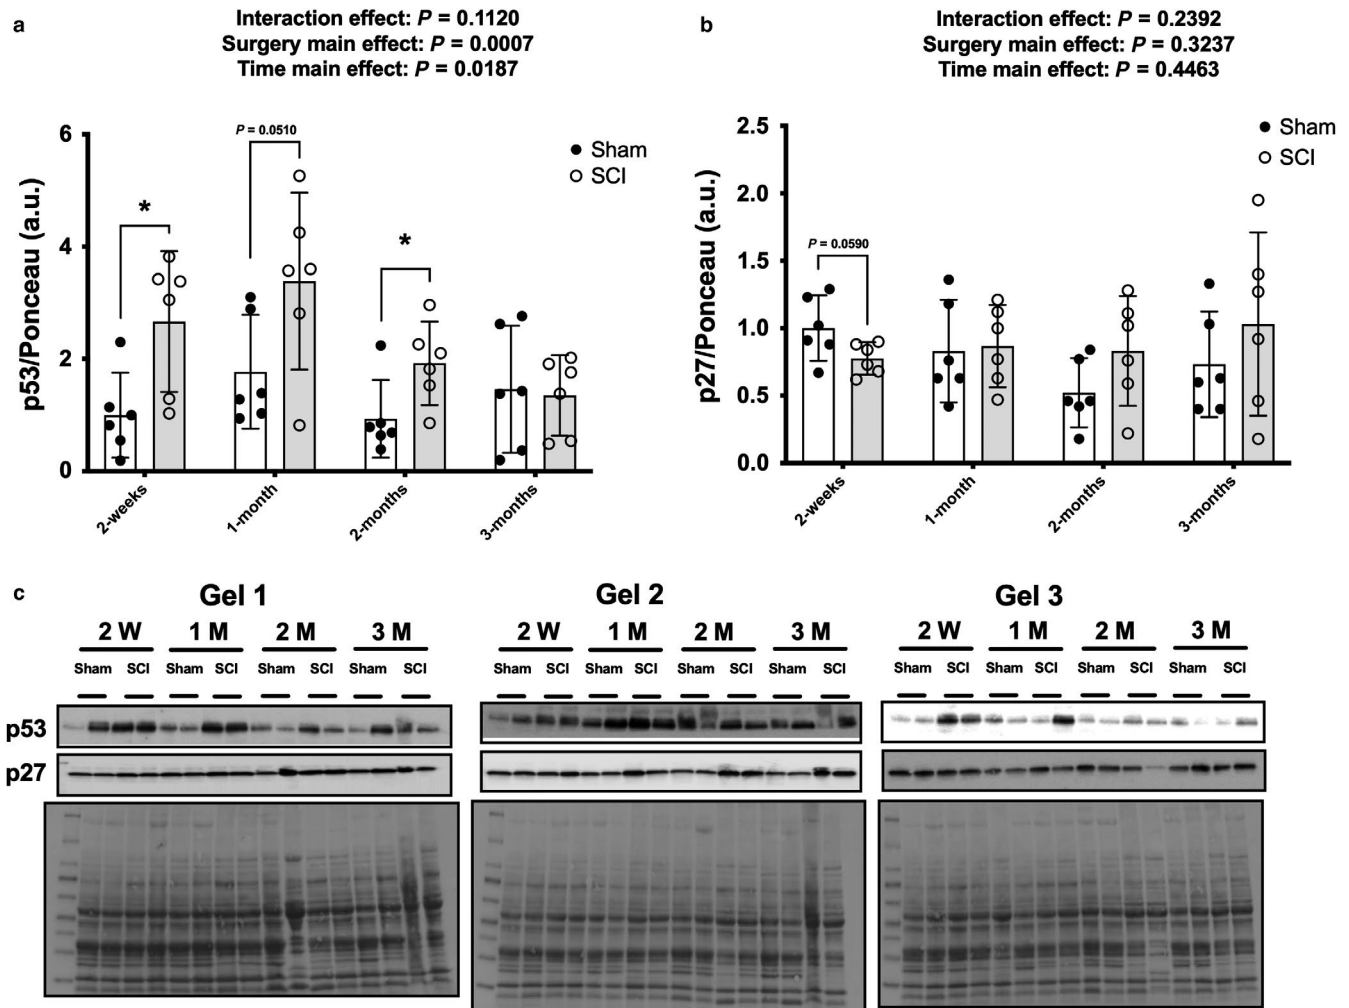 a
Interaction effect: P = 0.1120
Surgery main effect: P = 0.0007
Time main effect: P = 0.0187
p53/Ponceau (a.u.)
6
4
2
0
*
P = 0.0510
*
Sham
SCI
2-weeks
1-month
2-months
3-months
b
Interaction effect: P = 0.2392
Surgery main effect: P = 0.3237
Time main effect: P = 0.4463
p27/Ponceau (a.u.)
2.5
2.0
1.5
1.0
0.5
0.0
P = 0.0590
Sham
SCI
2-weeks
1-month
2-months
3-months
c
Gel 1
Gel 2
Gel 3
2 W 1 M 2 M 3 M
2 W 1 M 2 M 3 M
2 W 1 M 2 M 3 M
Sham SCI Sham SCI Sham SCI Sham SCI
Sham SCI Sham SCI Sham SCI Sham SCI
Sham SCI Sham SCI Sham SCI Sham SCI
p53
p27